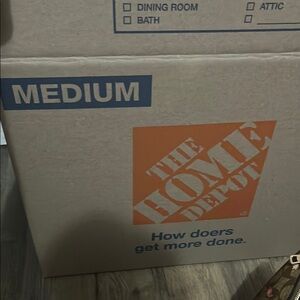 DINING ROOM
ATTIC
BATH
MEDIUM
THE
HOME
DEPOT
How doers
get more done.